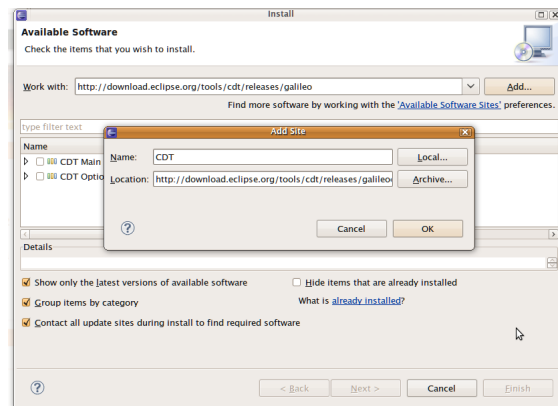 Install
Available Software
Check the items that you wish to install.
Work with: http://download.eclipse.org/tools/cdt/releases/galileo Add...
Find more software by working with the 'Available Software Sites' preferences.
type filter text
Name
CDT Main
CDT Optio
Add Site
Name: CDT Local...
Location: http://download.eclipse.org/tools/cdt/releases/galileo Archive...
Cancel OK
Details
Show only the latest versions of available software Hide items that are already installed
Group items by category What is already installed?
Contact all update sites during install to find required software
< Back Next > Cancel Finish